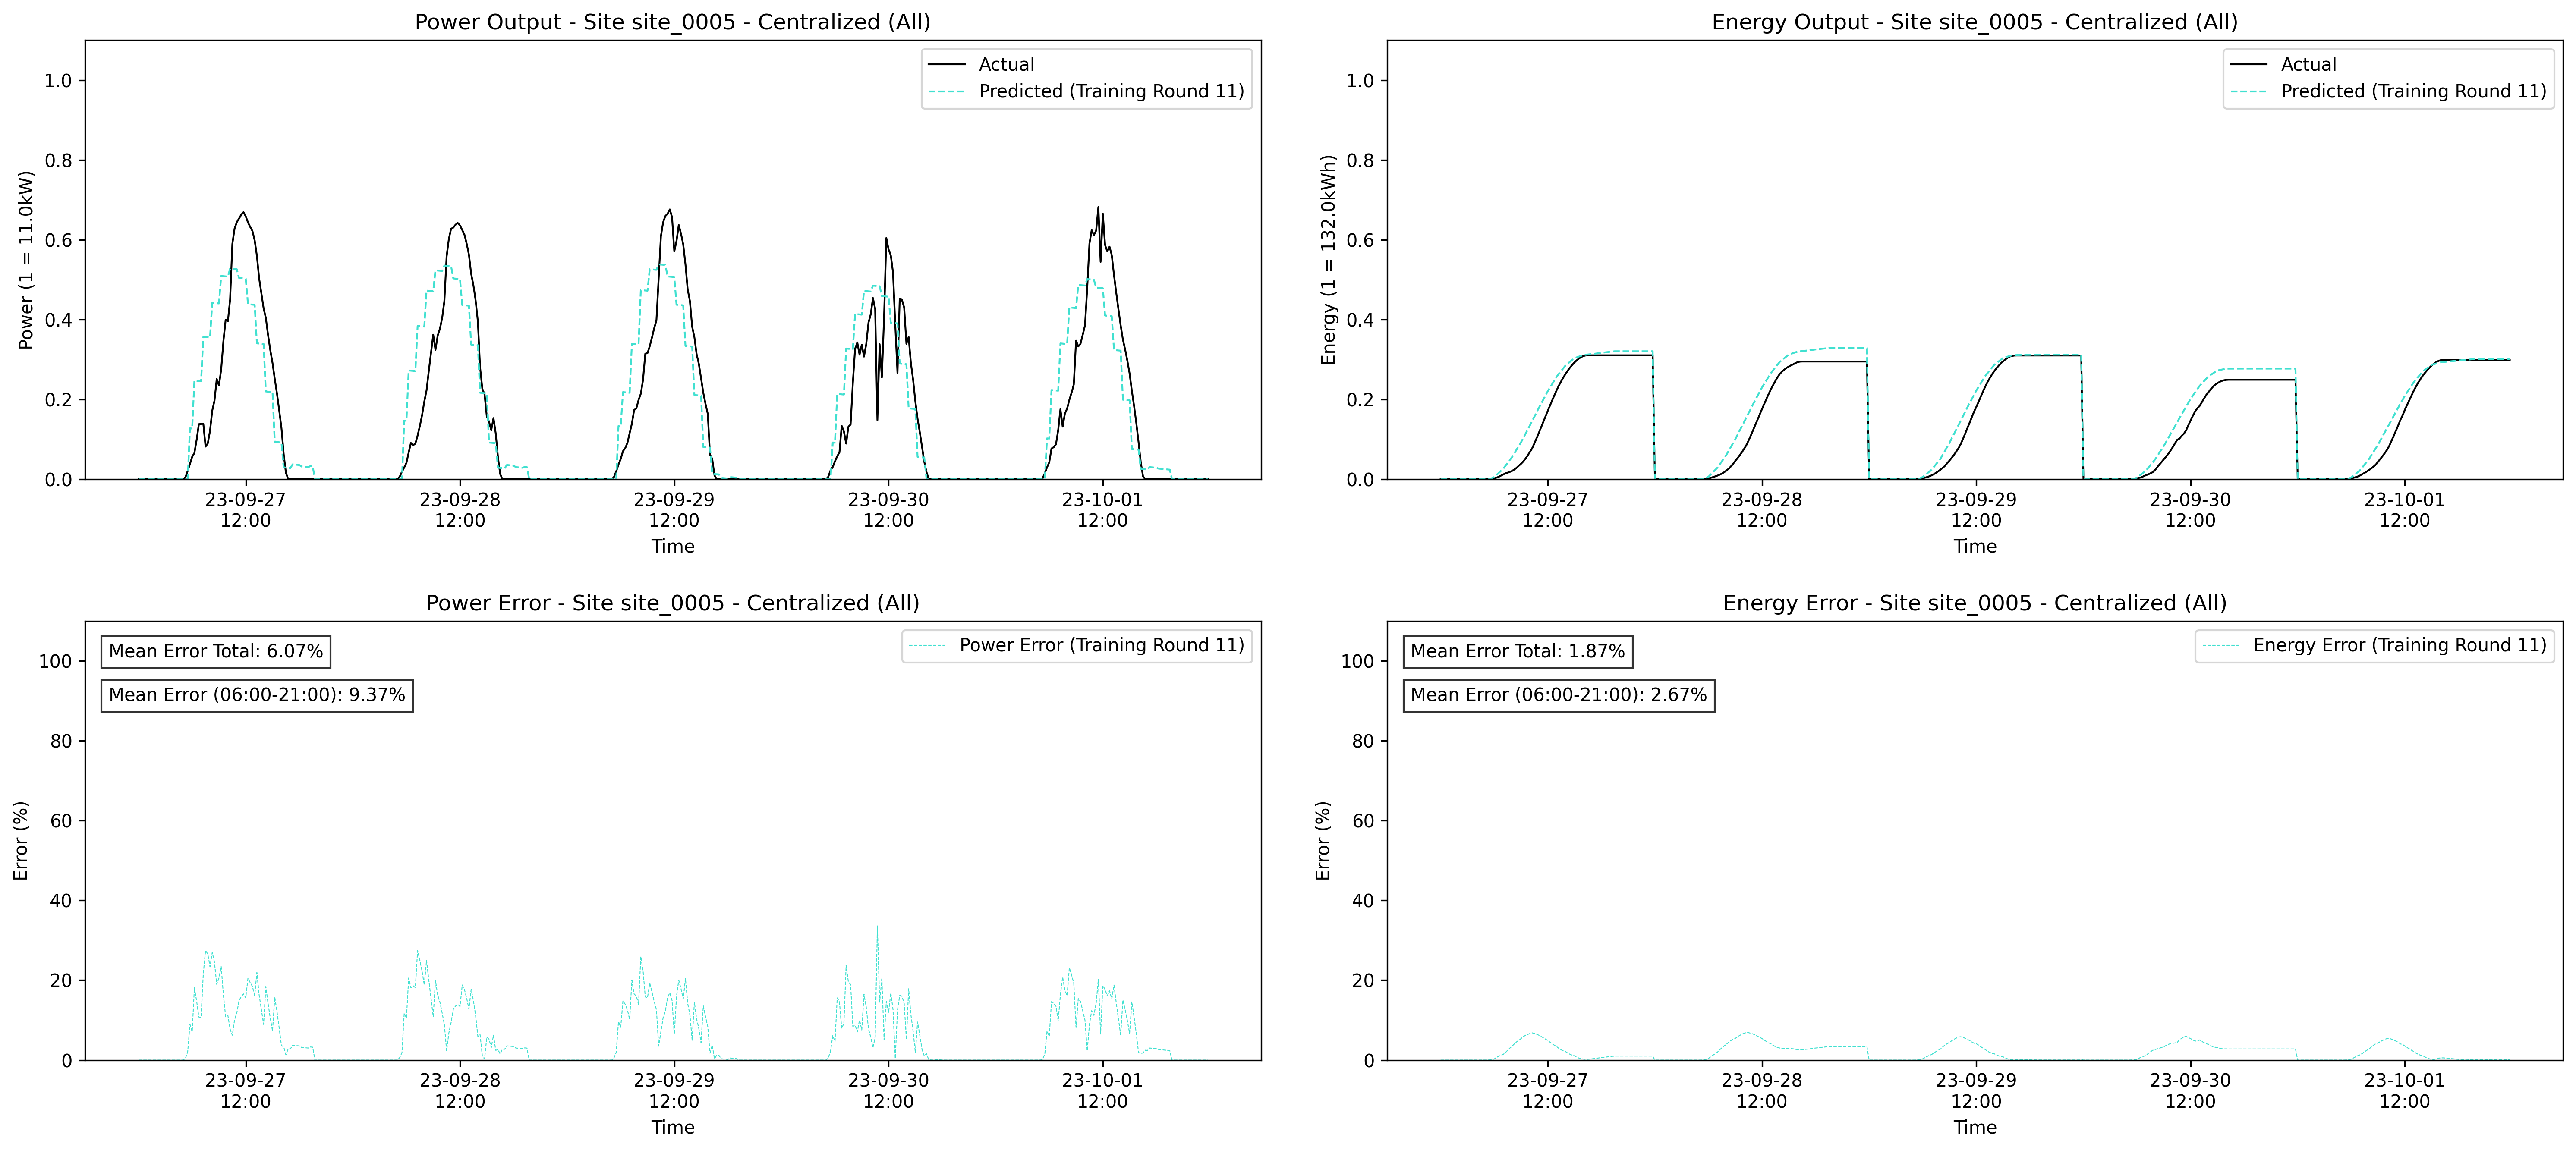 Power Output - Site site_0005 - Centralized (All)
Power (1 = 11.0kW)
1.0
0.8
0.6
0.4
0.2
0.0
Actual
Predicted (Training Round 11)
23-09-27
12:00
23-09-28
12:00
23-09-29
12:00
23-09-30
12:00
23-10-01
12:00
Time
Energy Output - Site site_0005 - Centralized (All)
Energy (1 = 132.0kWh)
1.0
0.8
0.6
0.4
0.2
0.0
Actual
Predicted (Training Round 11)
23-09-27
12:00
23-09-28
12:00
23-09-29
12:00
23-09-30
12:00
23-10-01
12:00
Time
Power Error - Site site_0005 - Centralized (All)
Error (%)
100
80
60
40
20
0
Mean Error Total: 6.07%
Mean Error (06:00-21:00): 9.37%
Power Error (Training Round 11)
23-09-27
12:00
23-09-28
12:00
23-09-29
12:00
23-09-30
12:00
23-10-01
12:00
Time
Energy Error - Site site_0005 - Centralized (All)
Error (%)
100
80
60
40
20
0
Mean Error Total: 1.87%
Mean Error (06:00-21:00): 2.67%
Energy Error (Training Round 11)
23-09-27
12:00
23-09-28
12:00
23-09-29
12:00
23-09-30
12:00
23-10-01
12:00
Time